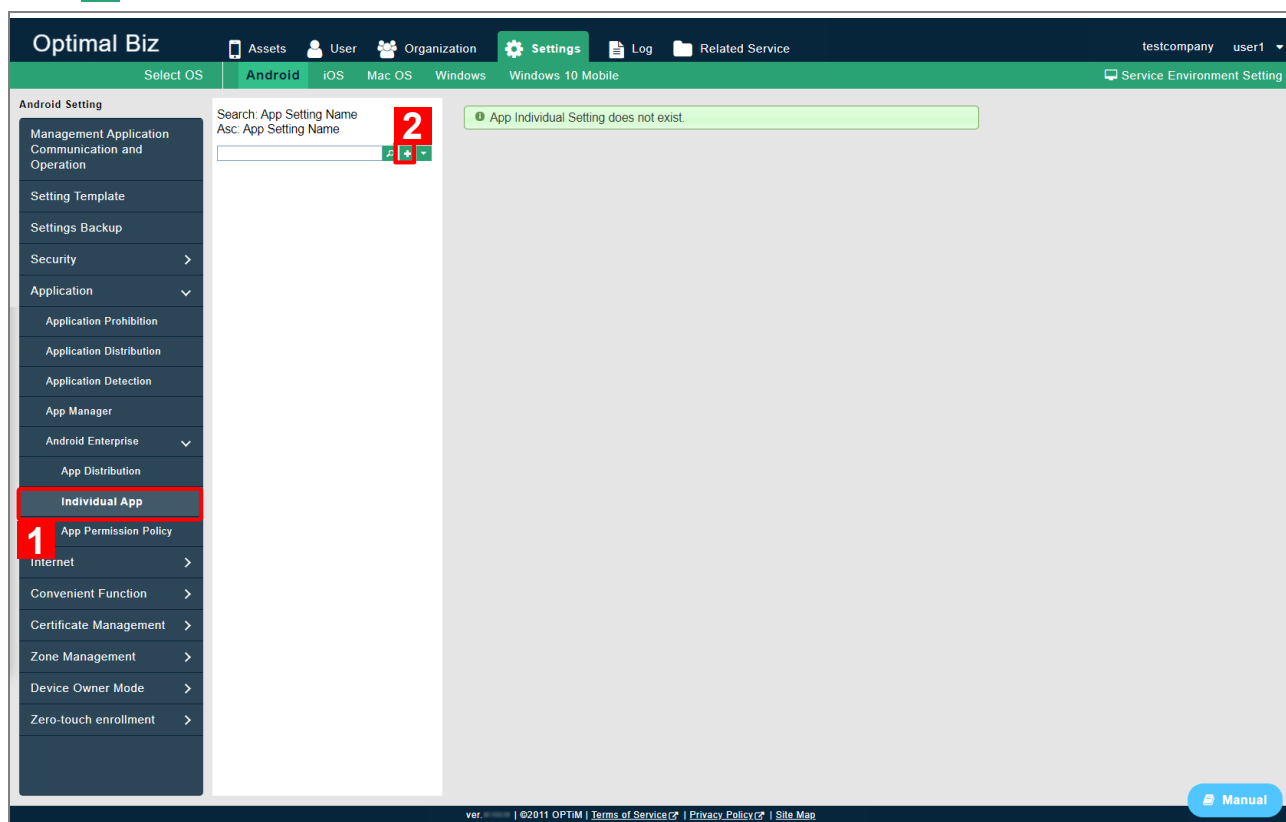 Optimal Biz
Assets User Organization Settings Log Related Service
testcompany user1
Select OS Android iOS Mac OS Windows Windows 10 Mobile
Service Environment Setting
Android Setting
Management Application
Communication and
Operation
Setting Template
Settings Backup
Security
Application
Application Prohibition
Application Distribution
Application Detection
App Manager
Android Enterprise
App Distribution
Individual App
1
App Permission Policy
Internet
Convenient Function
Certificate Management
Zone Management
Device Owner Mode
Zero-touch enrollment
Search: App Setting Name
Asc: App Setting Name
2
App Individual Setting does not exist.
Manual
ver. | ©2011 OPTiM | Terms of Service | Privacy Policy | Site Map